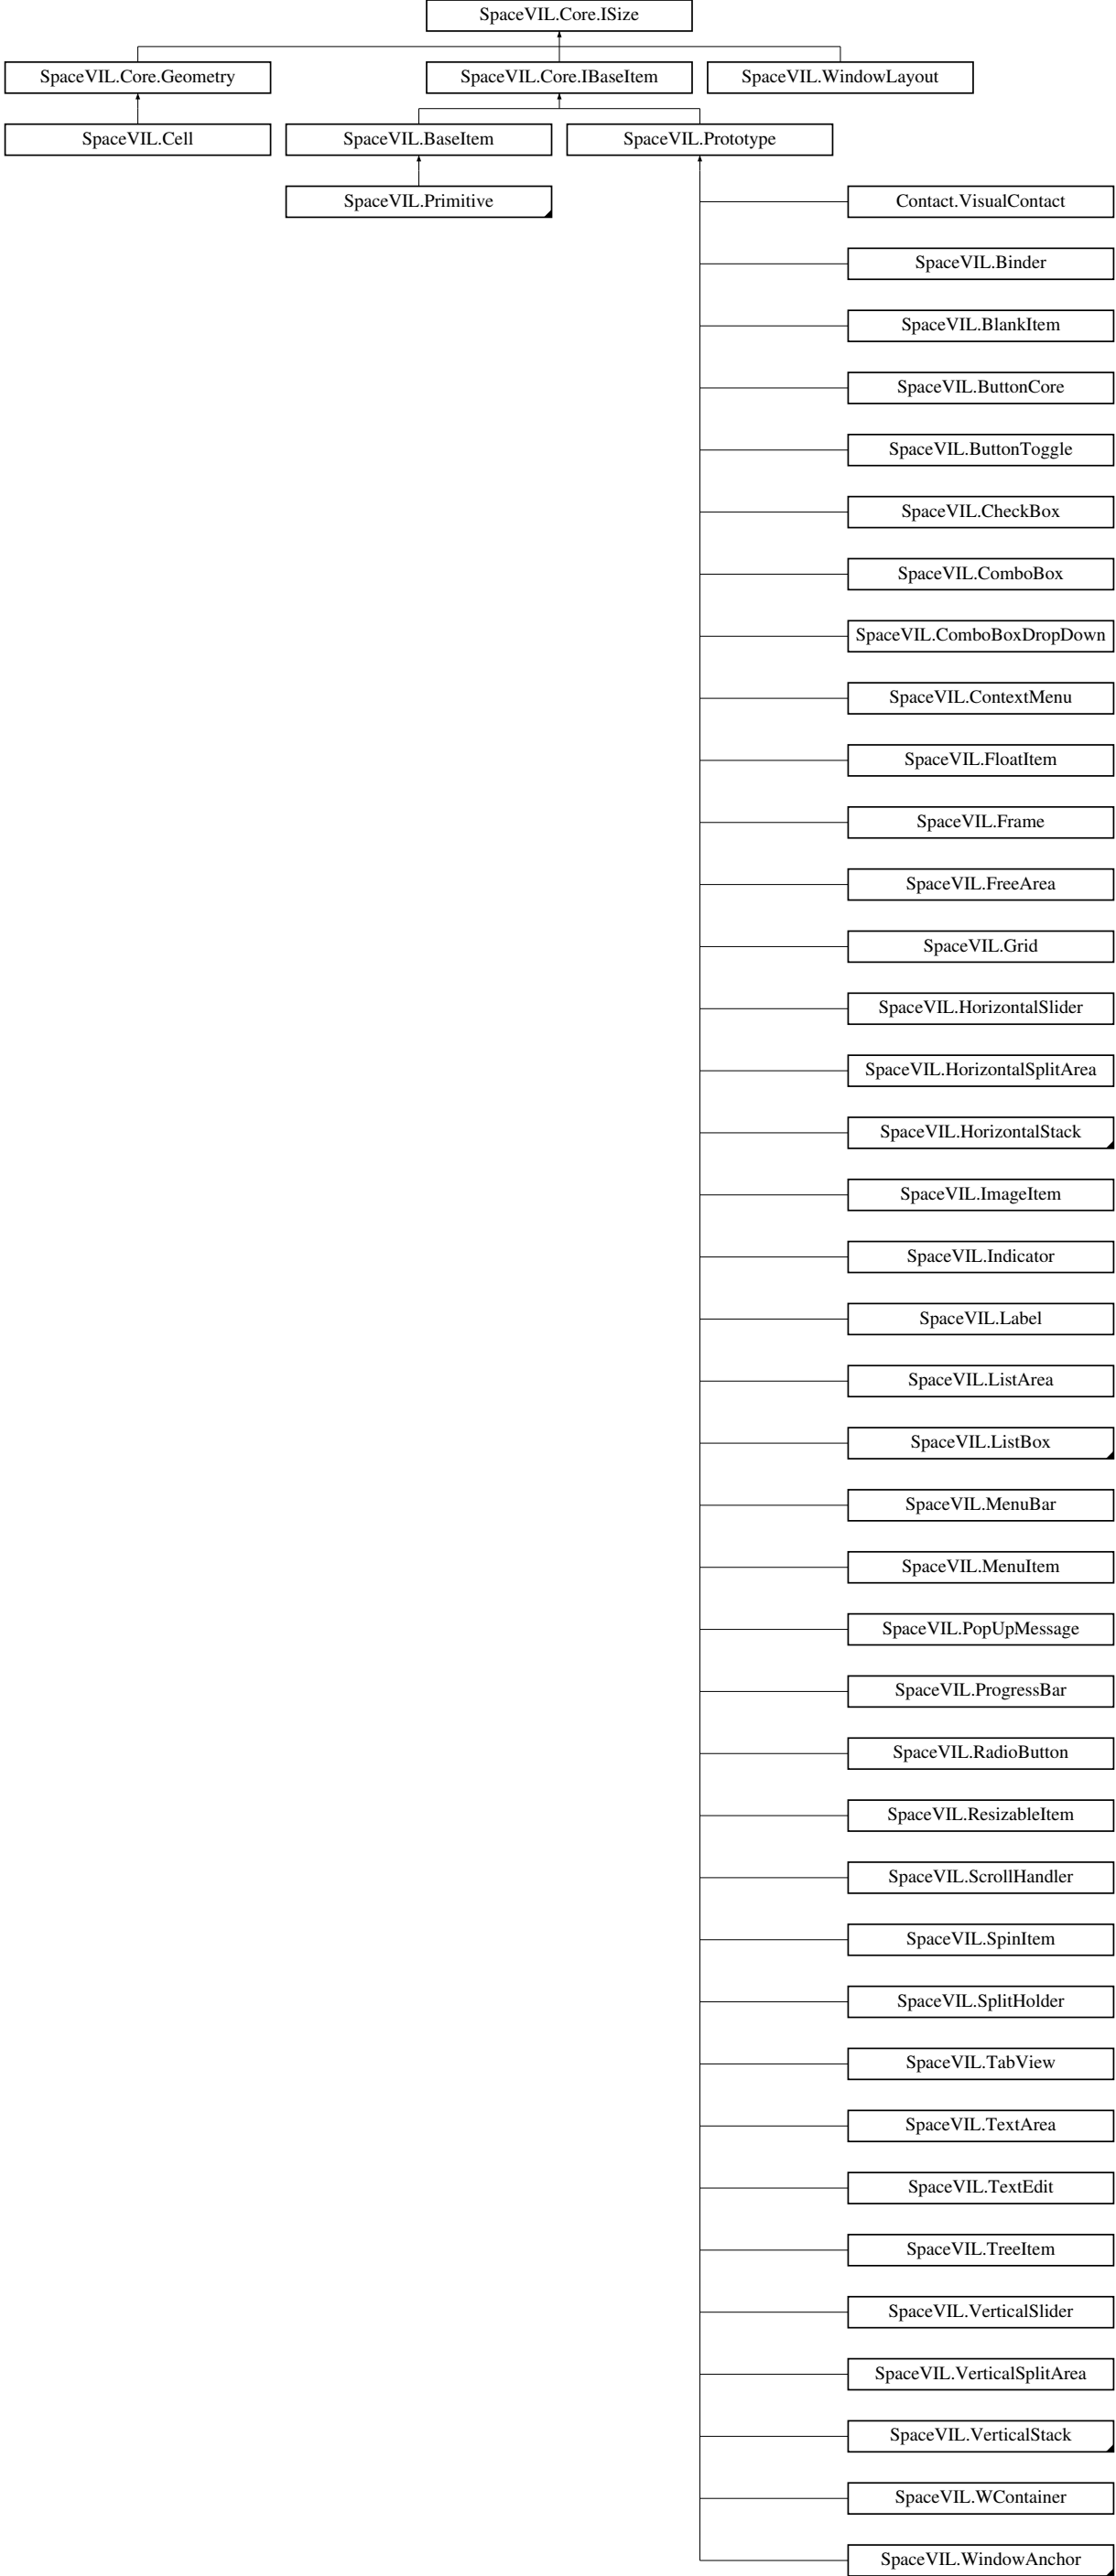 SpaceVIL.Core.ISize
SpaceVIL.Core.Geometry
SpaceVIL.Core.IBaseItem
SpaceVIL.WindowLayout
SpaceVIL.Cell
SpaceVIL.BaseItem
SpaceVIL.Prototype
SpaceVIL.Primitive
Contact.VisualContact
SpaceVIL.Binder
SpaceVIL.BlankItem
SpaceVIL.ButtonCore
SpaceVIL.ButtonToggle
SpaceVIL.CheckBox
SpaceVIL.ComboBox
SpaceVIL.ComboBoxDropDown
SpaceVIL.ContextMenu
SpaceVIL.FloatItem
SpaceVIL.Frame
SpaceVIL.FreeArea
SpaceVIL.Grid
SpaceVIL.HorizontalSlider
SpaceVIL.HorizontalSplitArea
SpaceVIL.HorizontalStack
SpaceVIL.ImageItem
SpaceVIL.Indicator
SpaceVIL.Label
SpaceVIL.ListArea
SpaceVIL.ListBox
SpaceVIL.MenuBar
SpaceVIL.MenuItem
SpaceVIL.PopUpMessage
SpaceVIL.ProgressBar
SpaceVIL.RadioButton
SpaceVIL.ResizableItem
SpaceVIL.ScrollHandler
SpaceVIL.SpinItem
SpaceVIL.SplitHolder
SpaceVIL.TabView
SpaceVIL.TextArea
SpaceVIL.TextEdit
SpaceVIL.TreeItem
SpaceVIL.VerticalSlider
SpaceVIL.VerticalSplitArea
SpaceVIL.VerticalStack
SpaceVIL.WContainer
SpaceVIL.WindowAnchor